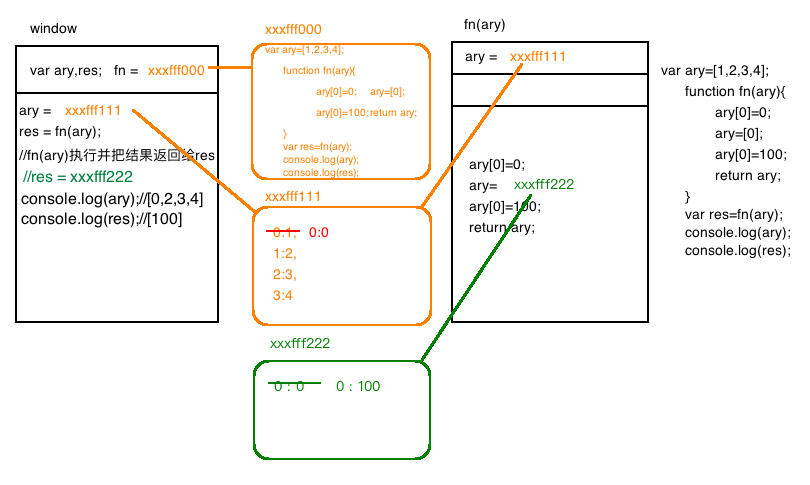 window
var ary,res;   fn =   xxxfff000
ary =   xxxfff111
res = fn(ary);
//fn(ary)执行并把结果返回给res
//res = xxxfff222
console.log(ary);//[0,2,3,4]
console.log(res);//[100]
xxxfff000
var ary=[1,2,3,4];
function fn(ary){
ary[0]=0;    ary=[0];
ary[0]=100;return ary;
}
var res=fn(ary);
console.log(ary);
console.log(res);
xxxfff111
0:1,   0:0
1:2,
2:3,
3:4
xxxfff222
0 : 0   0 : 100
fn(ary)
ary =   xxxfff111
ary[0]=0;
ary=   xxxfff222
ary[0]=100;
return ary;
var ary=[1,2,3,4];
function fn(ary){
ary[0]=0;
ary=[0];
ary[0]=100;
return ary;
}
var res=fn(ary);
console.log(ary);
console.log(res);